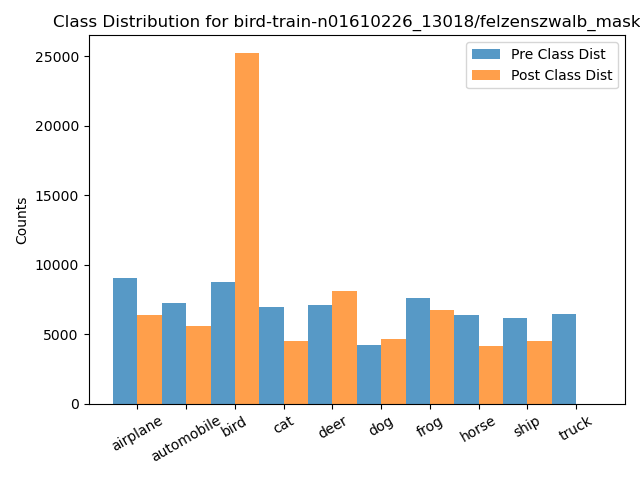 Class Distribution for bird-train-n01610226_13018/felzenszwalb_mask
Pre Class Dist
Post Class Dist
Counts
25000
20000
15000
10000
5000
0
airplane
automobile
bird
cat
deer
dog
frog
horse
ship
truck